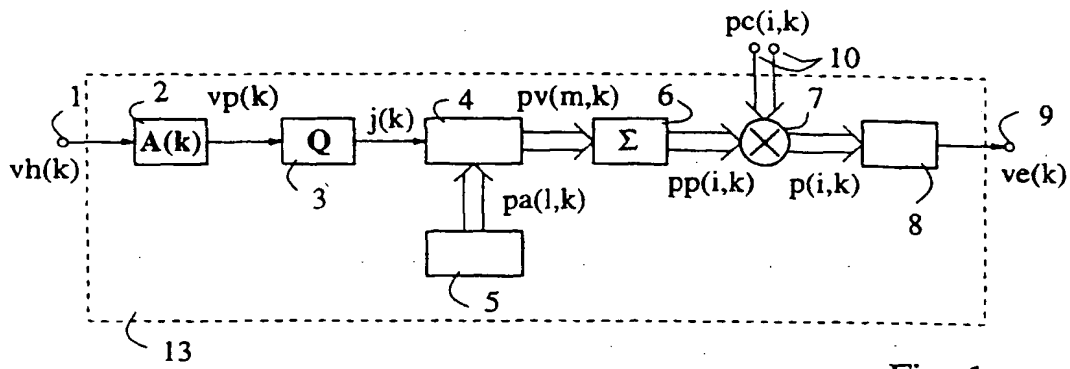 pc(i,k)
10
1
2
vp(k)
4
pv(m,k)
6
7
9
A(k)
Q
j(k)
Σ
vh(k)
3
pa(l,k)
pp(i,k)
p(i,k)
8
ve(k)
5
13